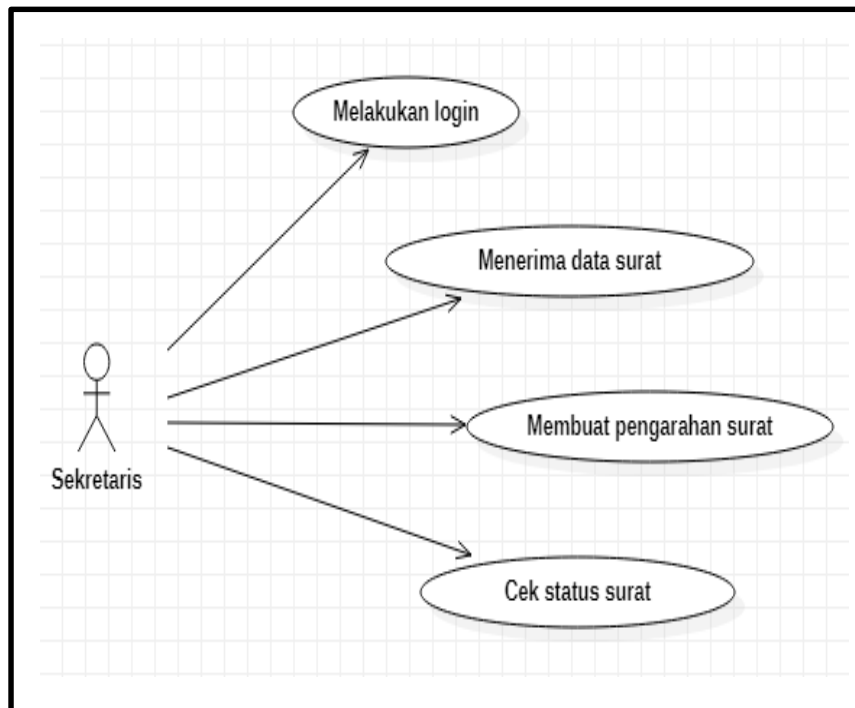 Melakukan login
Menerima data surat
Membuat pengarahan surat
Sekretaris
Cek status surat